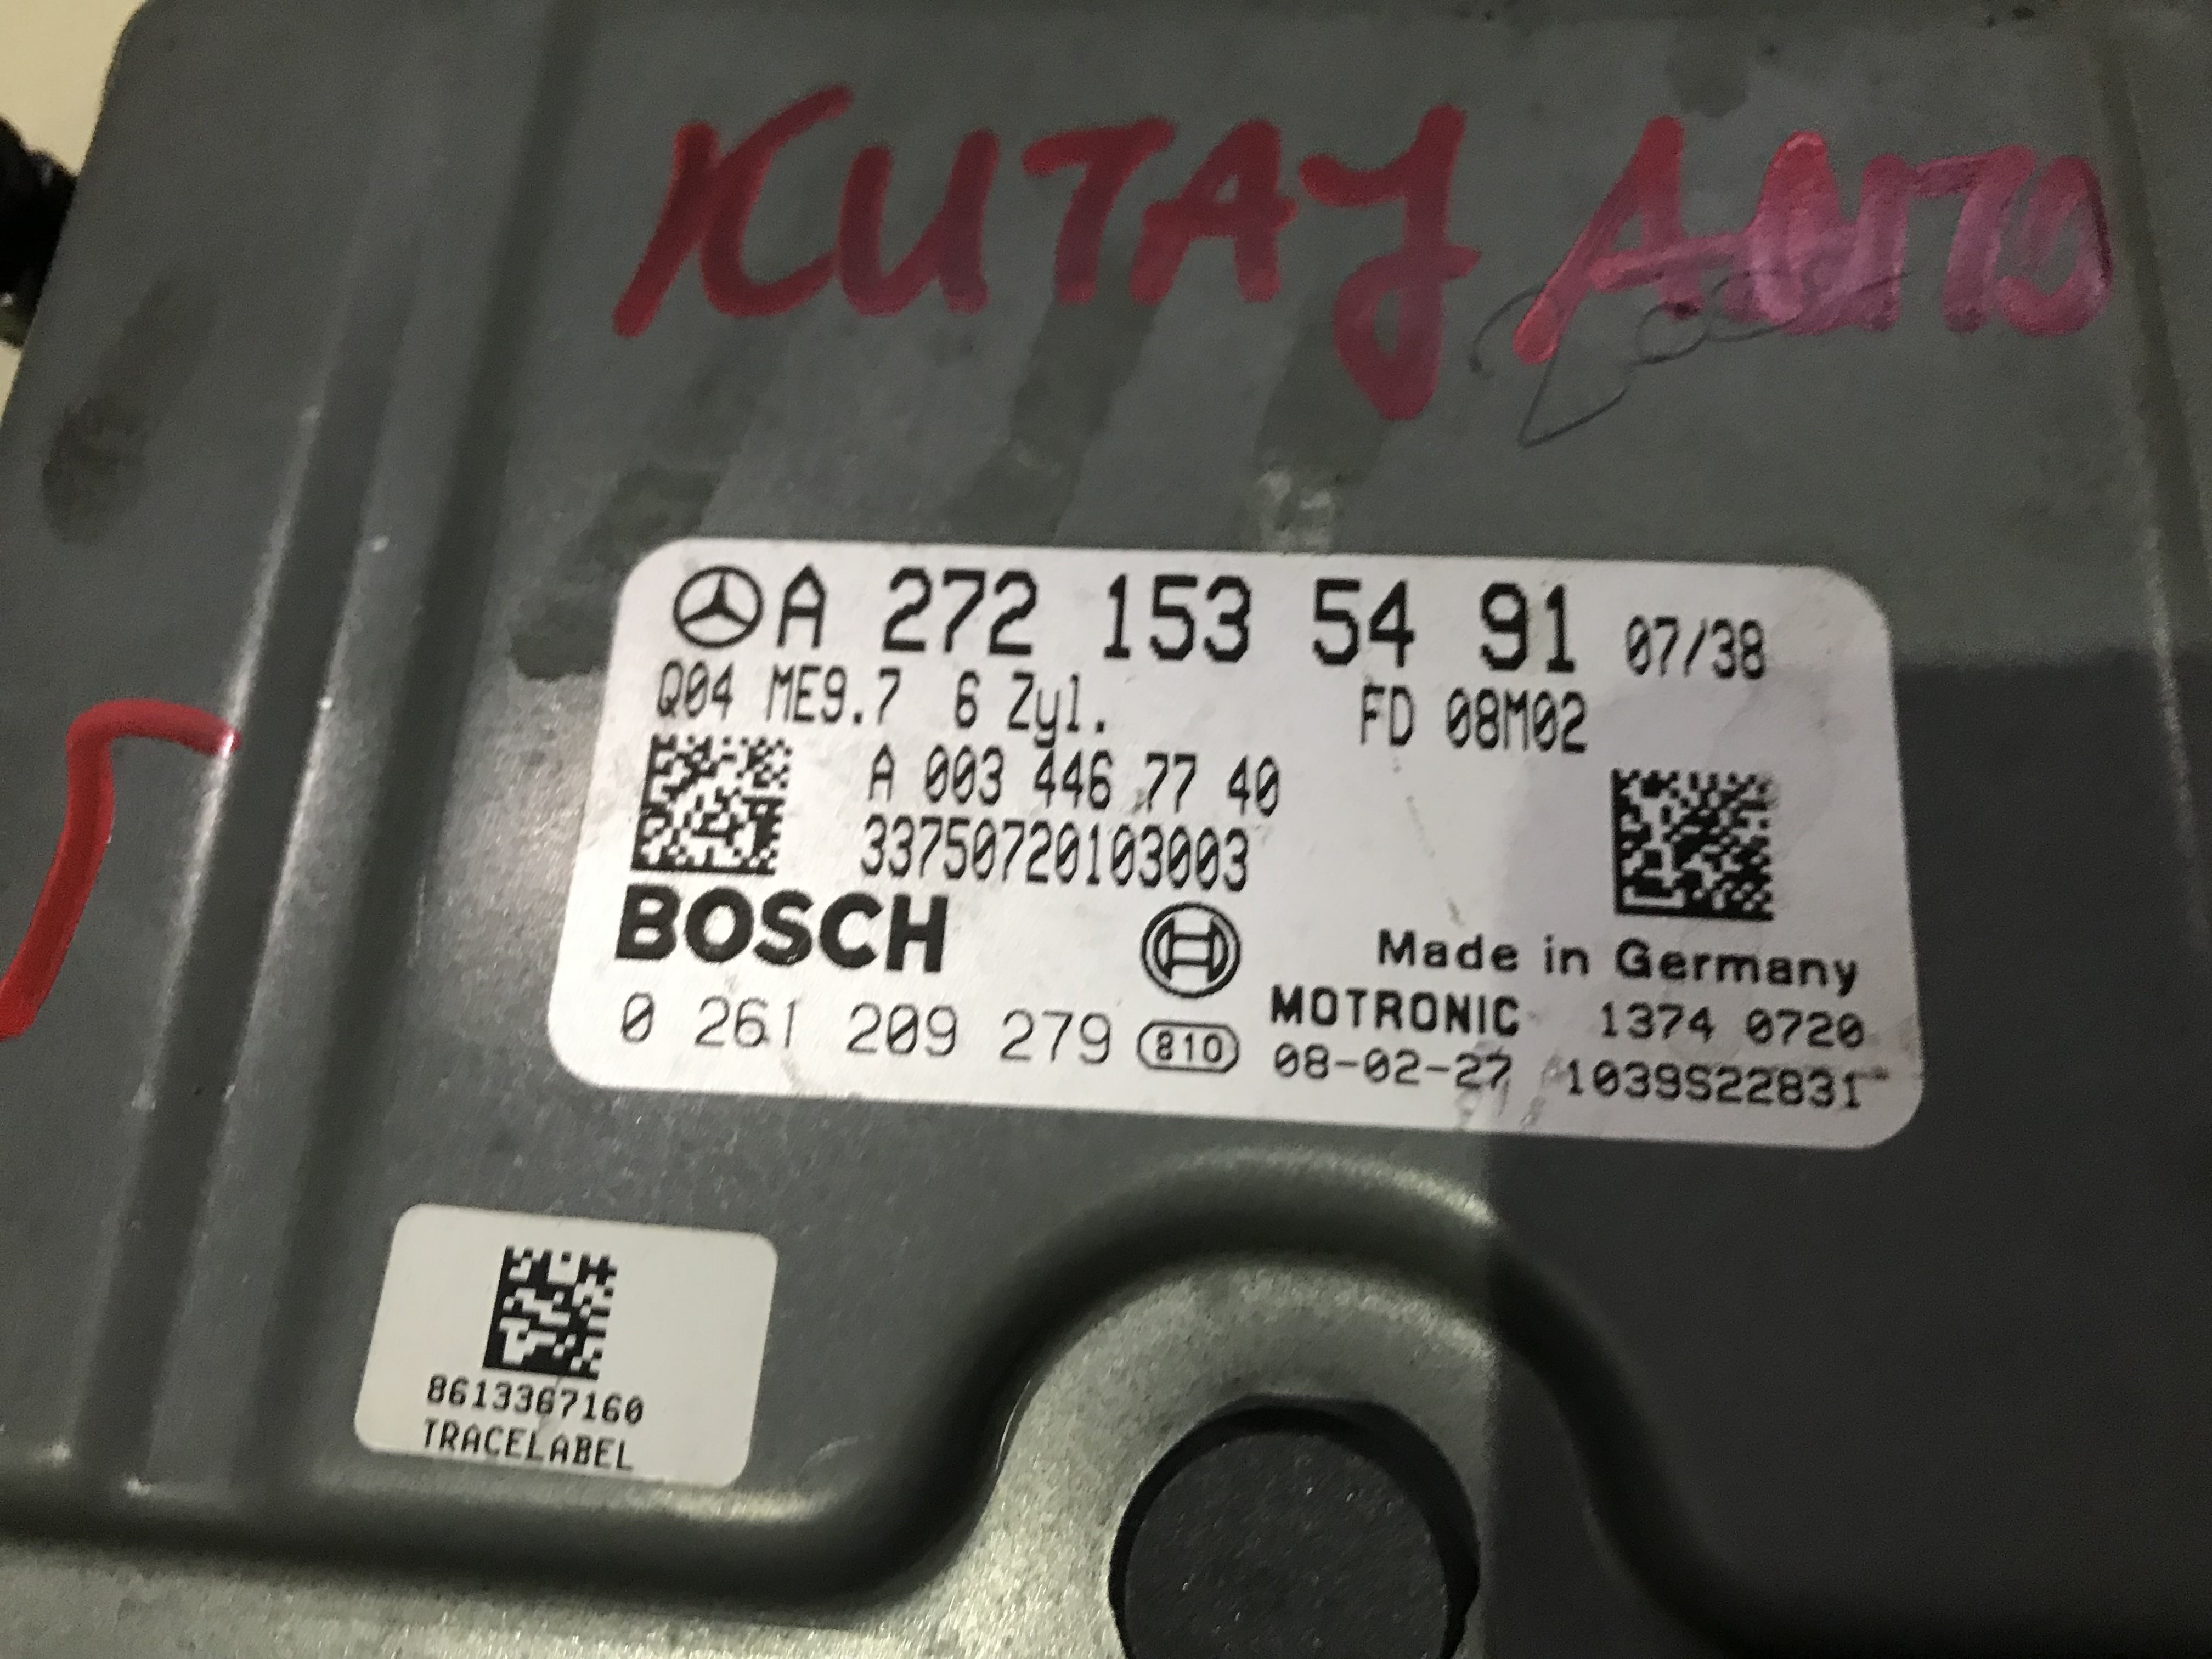 KUTAY AUTO
A 272 153 54 91 07/38
Q04 ME9.7 6 Zyl. FD 08M02
A 003 446 77 40
33750720103003
BOSCH
Made in Germany
MOTRONIC 1374 0720
0 261 209 279 810 08-02-27 1039S22831
8613367160
TRACELABEL